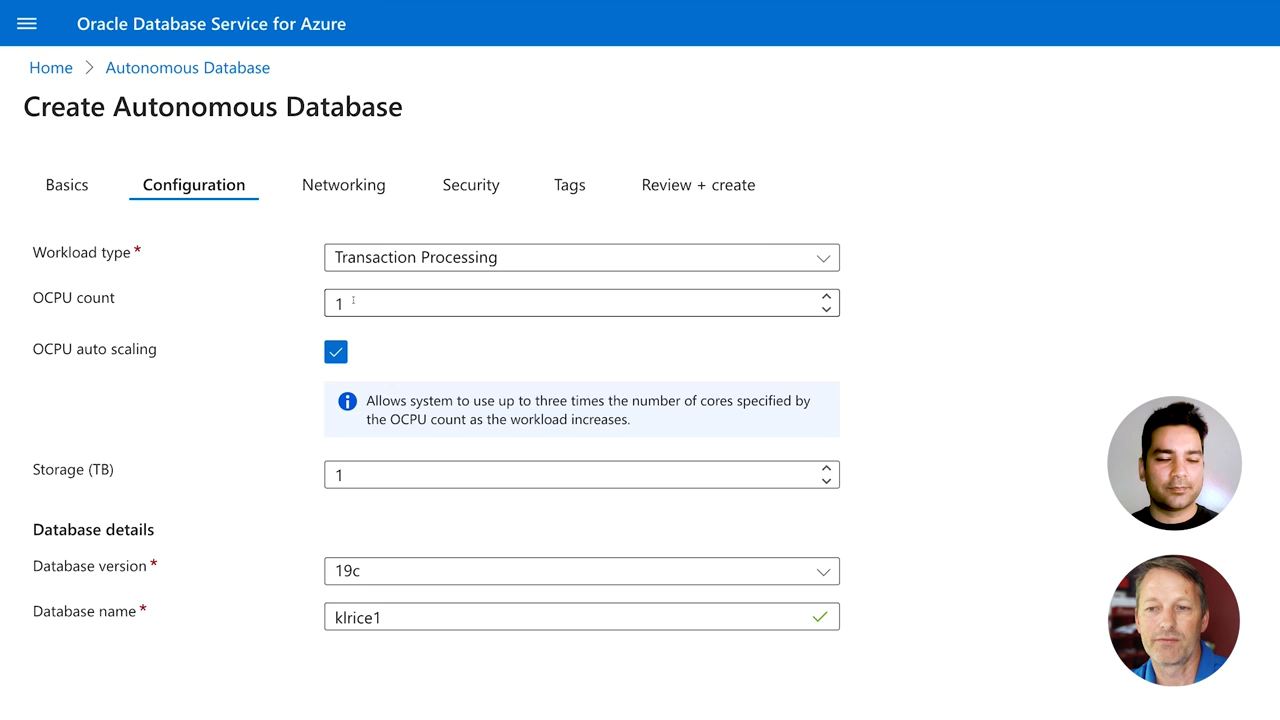 Oracle Database Service for Azure
Home > Autonomous Database
Create Autonomous Database
Basics Configuration Networking Security Tags Review + create
Workload type* Transaction Processing
OCPU count 1
OCPU auto scaling
Allows system to use up to three times the number of cores specified by
the OCPU count as the workload increases.
Storage (TB) 1
Database details
Database version* 19c
Database name* klrice1